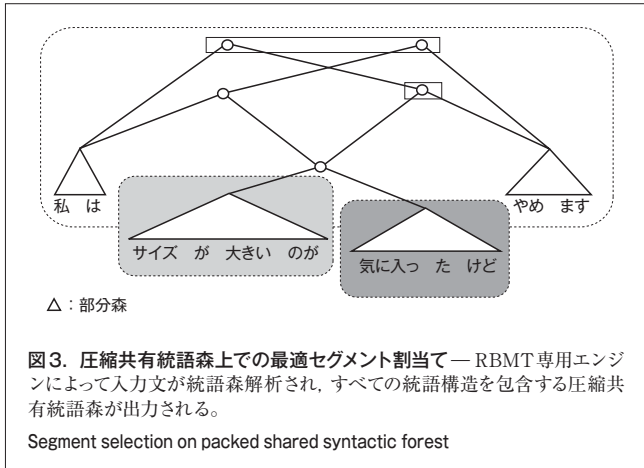 私 は
やめ ます
サイズ が 大きい のが
気に入っ た けど
△：部分森
図3．圧縮共有統語森上での最適セグメント割当て — RBMT専用エンジ
ンによって入力文が統語森解析され，すべての統語構造を包含する圧縮共
有統語森が出力される。
Segment selection on packed shared syntactic forest